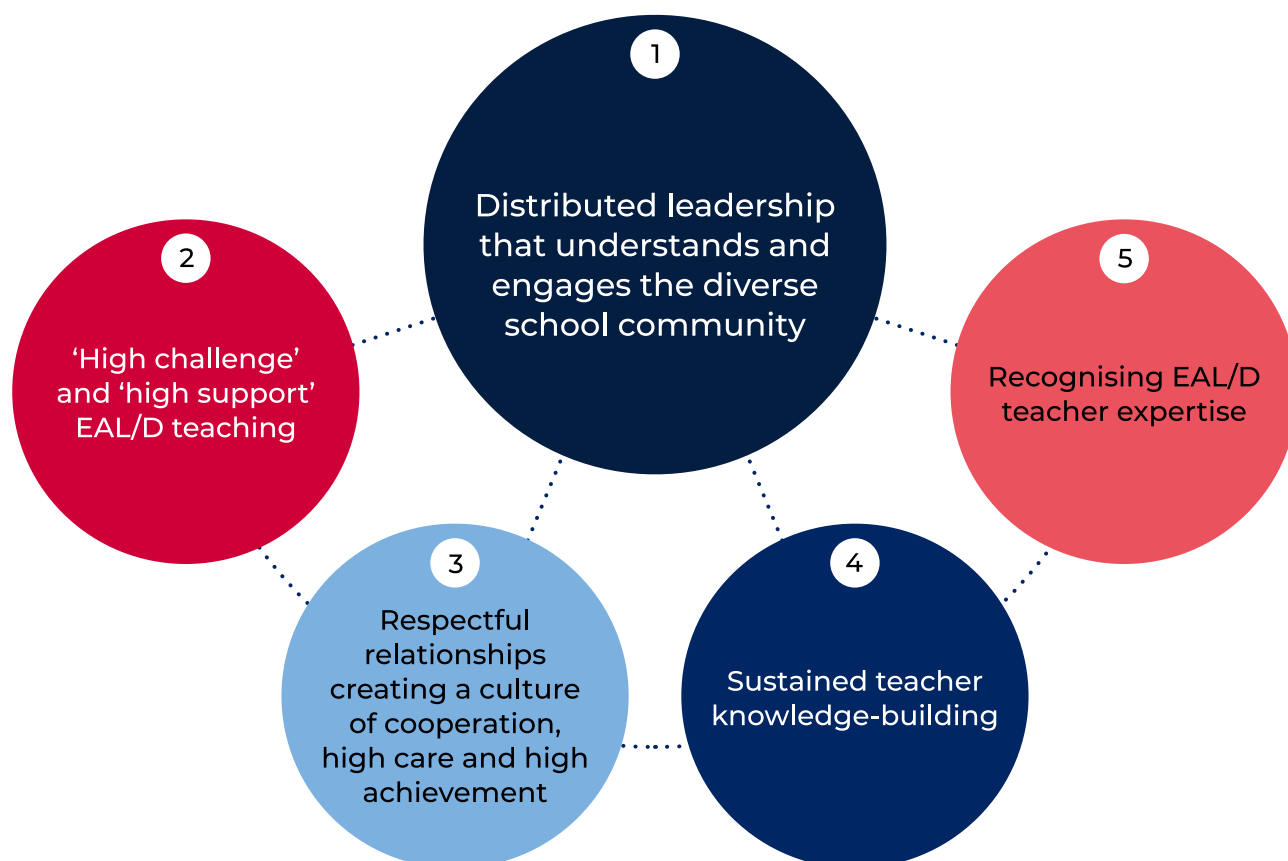 1
Distributed leadership
that understands and
engages the diverse
school community
2
‘High challenge’
and ‘high support’
EAL/D teaching
3
Respectful
relationships
creating a culture
of cooperation,
high care and high
achievement
4
Sustained teacher
knowledge-building
5
Recognising EAL/D
teacher expertise